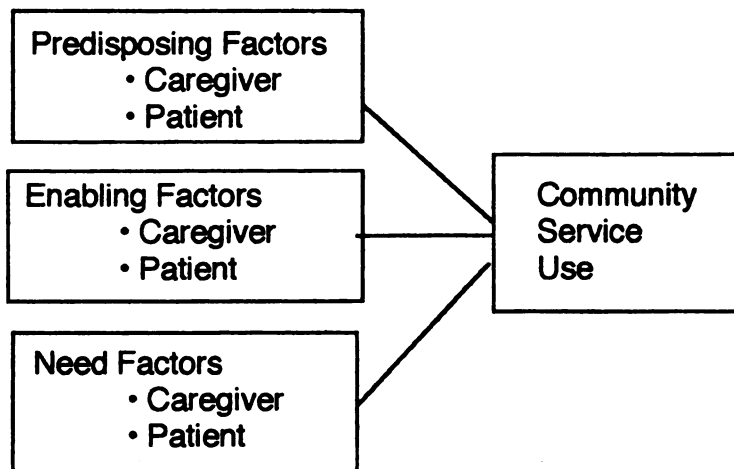 Predisposing Factors
• Caregiver
• Patient
Enabling Factors
• Caregiver
• Patient
Need Factors
• Caregiver
• Patient
Community
Service
Use